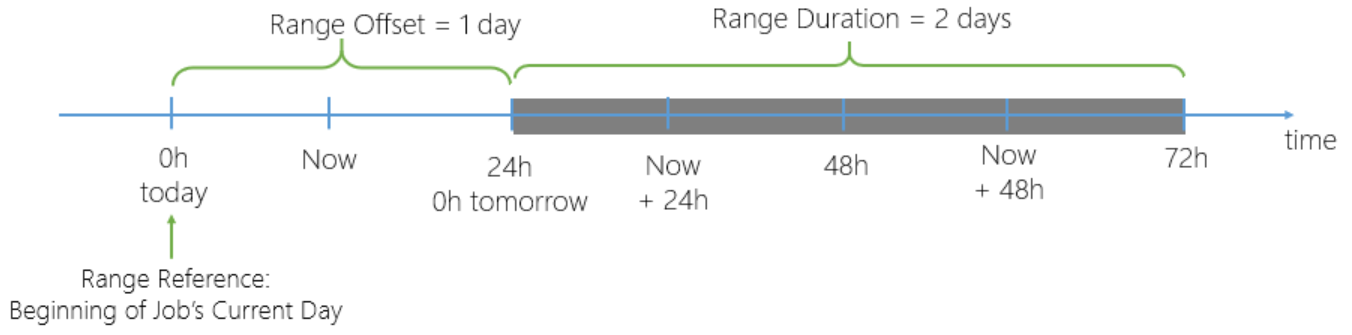 Range Offset = 1 day
Range Duration = 2 days
time
0h
today
Now
24h
0h tomorrow
Now
+ 24h
48h
Now
+ 48h
72h
Range Reference:
Beginning of Job's Current Day